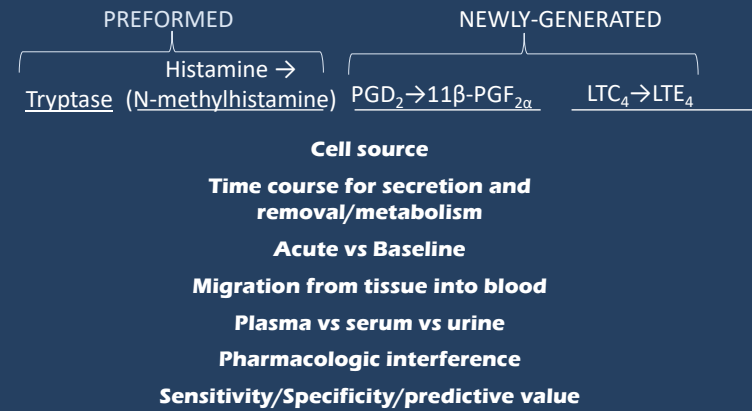 PREFORMED NEWLY-GENERATED
Histamine →
Tryptase (N-methylhistamine) PGD₂→11β-PGF₂α LTC₄→LTE₄
Cell source
Time course for secretion and
removal/metabolism
Acute vs Baseline
Migration from tissue into blood
Plasma vs serum vs urine
Pharmacologic interference
Sensitivity/Specificity/predictive value